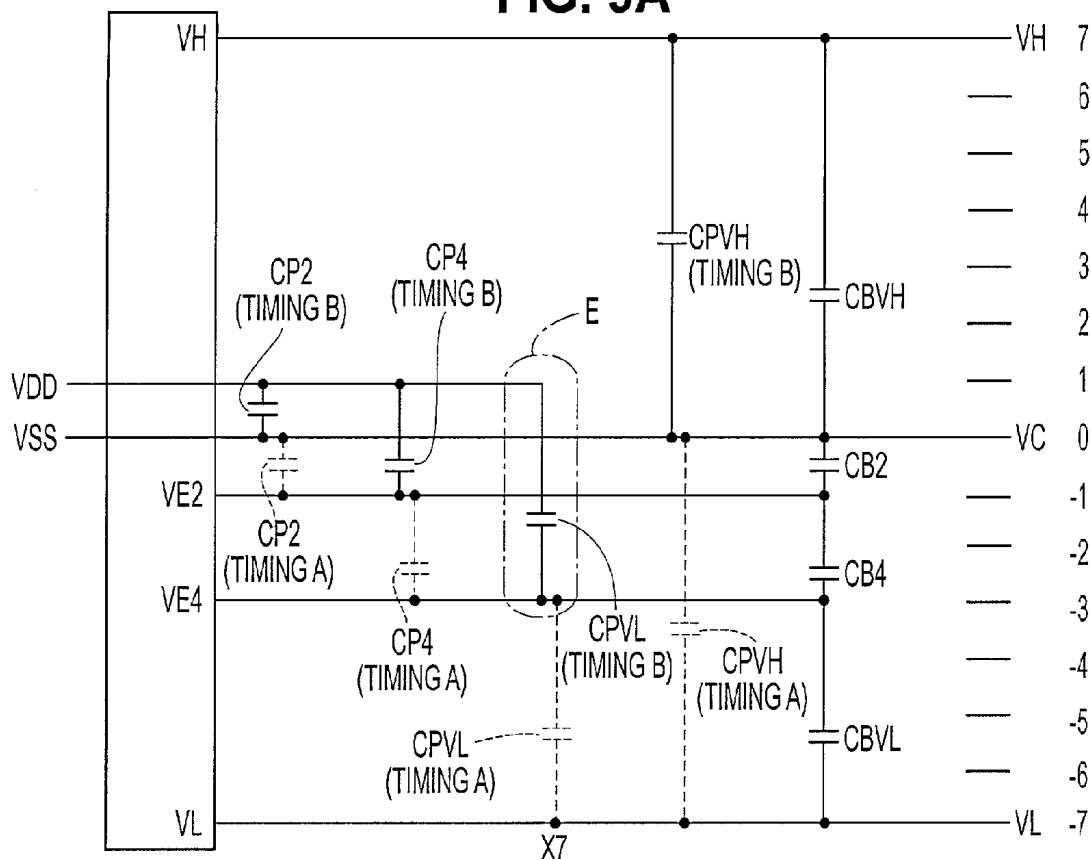 FIG. 9A
VH
VH 7
6
5
4
3
2
1
CPVH
(TIMING B)
CBVH
CP4
(TIMING B)
CP2
(TIMING B)
E
VDD
VSS
VC 0
CB2
VE2
-1
CP2
(TIMING A)
-2
CB4
VE4
-3
CP4
(TIMING A)
CPVL
(TIMING B)
CPVH
(TIMING A)
-4
-5
CPVL
(TIMING A)
CBVL
-6
VL
VL -7
X7